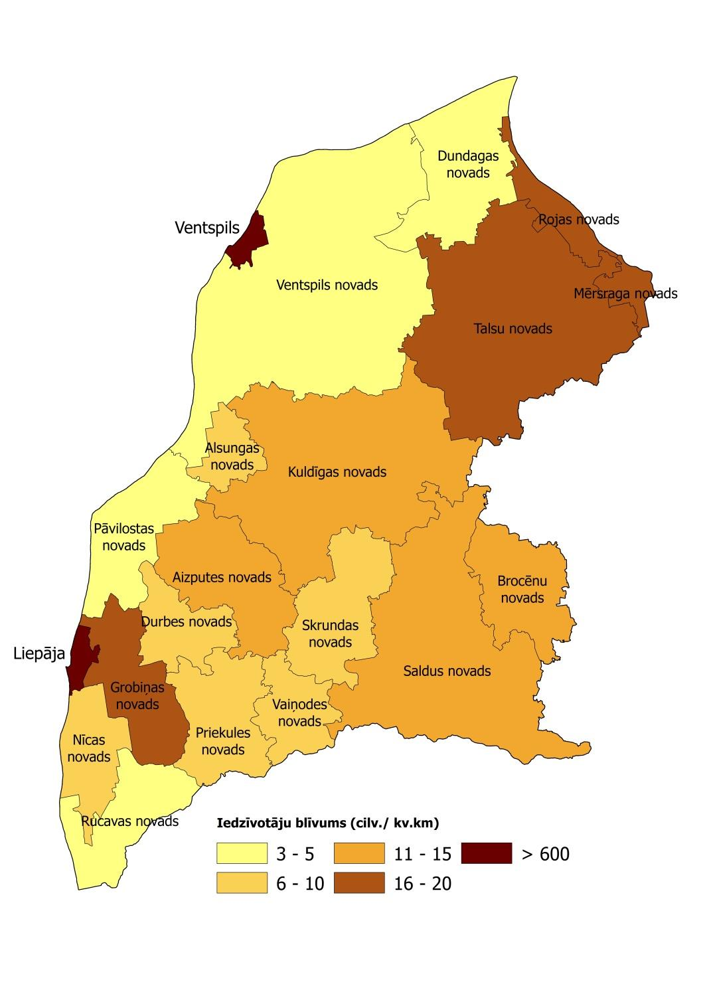 Dundagas
novads
Rojas novads
Ventspils
Ventspils novads
Mērsraga novads
Talsu novads
Alsungas
novads
Kuldīgas novads
Pāvilostas
novads
Aizputes novads
Brocēnu
novads
Durbes novads
Skrundas
novads
Liepāja
Saldus novads
Grobiņas
novads
Vaiņodes
novads
Nīcas
novads
Priekules
novads
Rucavas novads
Iedzīvotāju blīvums (cilv./ kv.km)
3 - 5
11 - 15
> 600
6 - 10
16 - 20